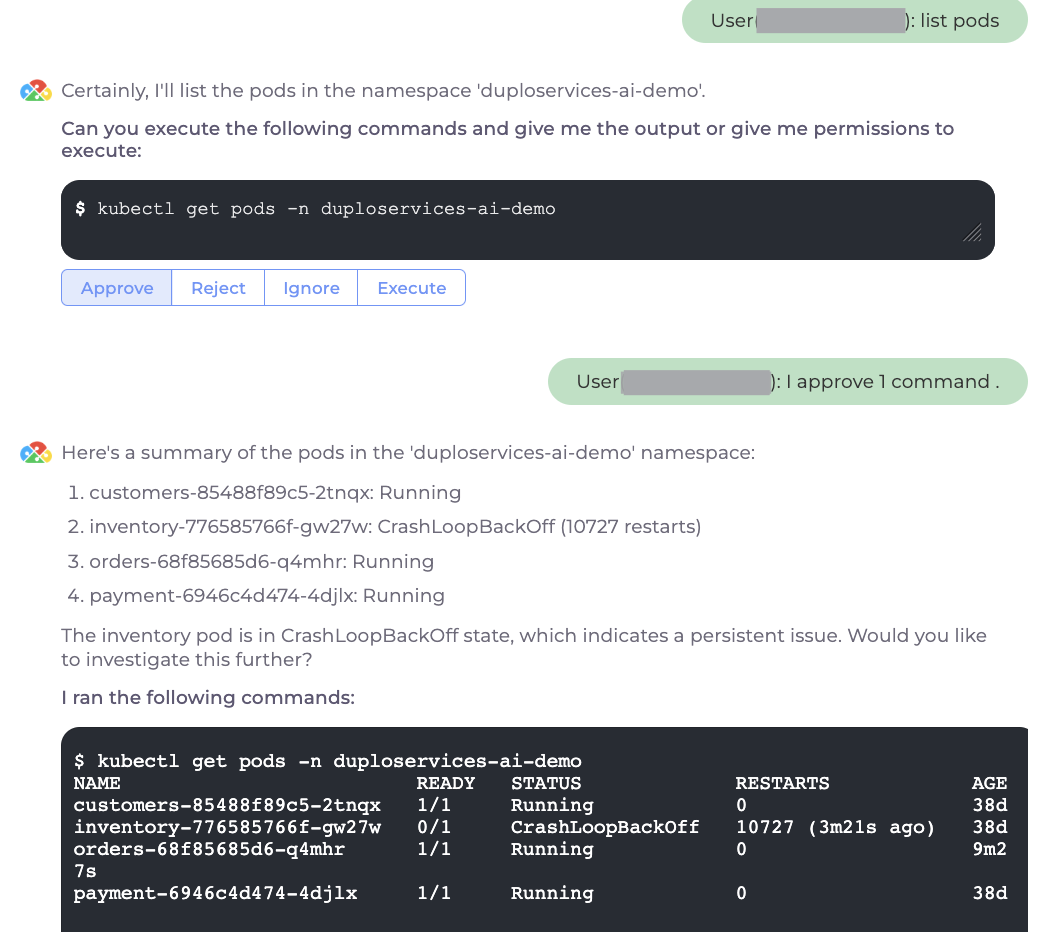 User(): list pods
Certainly, I'll list the pods in the namespace 'duploservices-ai-demo'.
Can you execute the following commands and give me the output or give me permissions to
execute:
$ kubectl get pods -n duploservices-ai-demo
Approve Reject Ignore Execute
User): I approve 1 command .
Here's a summary of the pods in the 'duploservices-ai-demo' namespace:
1. customers-85488f89c5-2tnqx: Running
2. inventory-776585766f-gw27w: CrashLoopBackOff (10727 restarts)
3. orders-68f85685d6-q4mhr: Running
4. payment-6946c4d474-4djlx: Running
The inventory pod is in CrashLoopBackOff state, which indicates a persistent issue. Would you like
to investigate this further?
I ran the following commands:
$ kubectl get pods -n duploservices-ai-demo
NAME READY STATUS RESTARTS AGE
customers-85488f89c5-2tnqx 1/1 Running 0 38d
inventory-776585766f-gw27w 0/1 CrashLoopBackOff 10727 (3m21s ago) 38d
orders-68f85685d6-q4mhr 1/1 Running 0 9m2
7s
payment-6946c4d474-4djlx 1/1 Running 0 38d